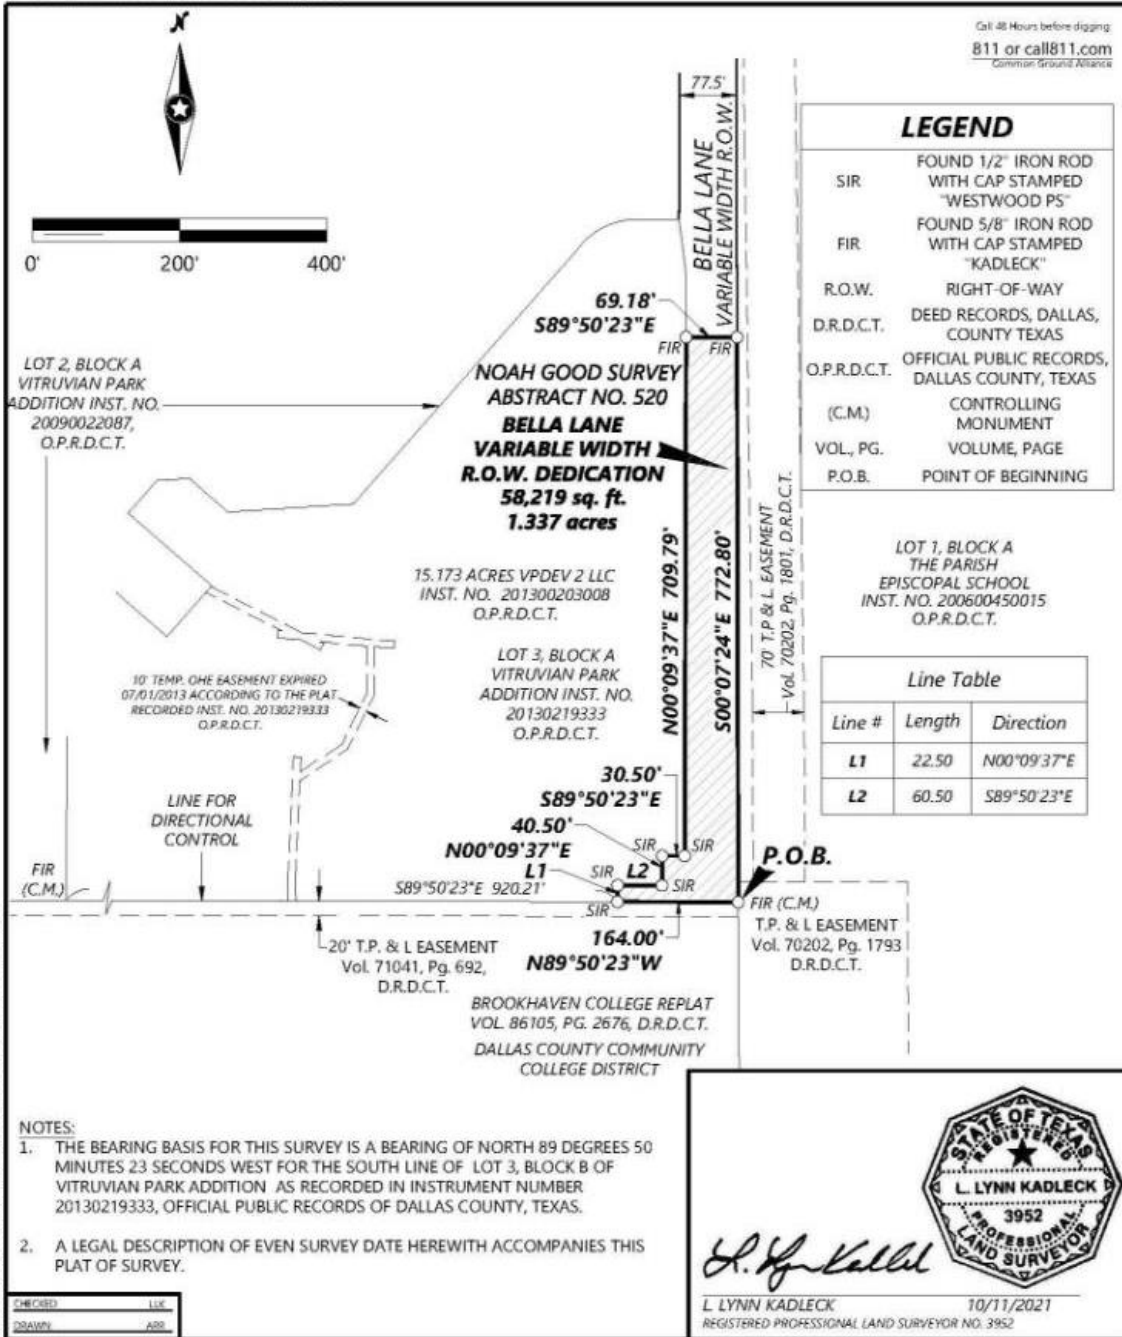 N
Call 48 Hours before digging:
811 or call811.com
Common Ground Alliance
0'
200'
400'
77.5'
BELLA LANE
VARIABLE WIDTH R.O.W.
LEGEND
SIR
FOUND 1/2" IRON ROD
WITH CAP STAMPED
"WESTWOOD PS"
FIR
FOUND 5/8" IRON ROD
WITH CAP STAMPED
"KADLECK"
R.O.W.
RIGHT-OF-WAY
D.R.D.C.T.
DEED RECORDS, DALLAS,
COUNTY TEXAS
O.P.R.D.C.T.
OFFICIAL PUBLIC RECORDS,
DALLAS COUNTY, TEXAS
(C.M.)
CONTROLLING
MONUMENT
VOL., PG.
VOLUME, PAGE
P.O.B.
POINT OF BEGINNING
69.18'
S89°50'23"E
FIR
FIR
LOT 2, BLOCK A
VITRUVIAN PARK
ADDITION INST. NO.
20090022087,
O.P.R.D.C.T.
NOAH GOOD SURVEY
ABSTRACT NO. 520
BELLA LANE
VARIABLE WIDTH
R.O.W. DEDICATION
58,219 sq. ft.
1.337 acres
15.173 ACRES VPDEV 2 LLC
INST. NO. 201300203008
O.P.R.D.C.T.
LOT 3, BLOCK A
VITRUVIAN PARK
ADDITION INST. NO.
20130219333
O.P.R.D.C.T.
N00°09'37"E 709.79'
S00°07'24"E 772.80'
70' T.P & L EASEMENT
Vol. 70202, Pg. 1801, D.R.D.C.T.
LOT 1, BLOCK A
THE PARISH
EPISCOPAL SCHOOL
INST. NO. 200600450015
O.P.R.D.C.T.
10' TEMP. OHE EASEMENT EXPIRED
07/01/2013 ACCORDING TO THE PLAT
RECORDED INST. NO. 20130219333
O.P.R.D.C.T.
Line Table
Line # Length Direction
L1 22.50 N00°09'37"E
L2 60.50 S89°50'23"E
30.50'
S89°50'23"E
40.50'
N00°09'37"E
LINE FOR
DIRECTIONAL
CONTROL
FIR
(C.M.)
L1
SIR
L2
SIR
SIR
SIR
SIR
S89°50'23"E 920.21'
P.O.B.
FIR (C.M.)
164.00'
N89°50'23"W
T.P. & L EASEMENT
Vol. 70202, Pg. 1793
D.R.D.C.T.
20' T.P. & L EASEMENT
Vol. 71041, Pg. 692,
D.R.D.C.T.
BROOKHAVEN COLLEGE REPLAT
VOL. 86105, PG. 2676, D.R.D.C.T.
DALLAS COUNTY COMMUNITY
COLLEGE DISTRICT
NOTES:
1. THE BEARING BASIS FOR THIS SURVEY IS A BEARING OF NORTH 89 DEGREES 50
MINUTES 23 SECONDS WEST FOR THE SOUTH LINE OF LOT 3, BLOCK B OF
VITRUVIAN PARK ADDITION AS RECORDED IN INSTRUMENT NUMBER
20130219333, OFFICIAL PUBLIC RECORDS OF DALLAS COUNTY, TEXAS.
2. A LEGAL DESCRIPTION OF EVEN SURVEY DATE HEREWITH ACCOMPANIES THIS
PLAT OF SURVEY.
CHECKED: LLK
DRAWN: ARR
STATE OF TEXAS
REGISTERED
L. LYNN KADLECK
3952
PROFESSIONAL
LAND SURVEYOR
L. Lynn Kadleck
L. LYNN KADLECK 10/11/2021
REGISTERED PROFESSIONAL LAND SURVEYOR NO. 3952